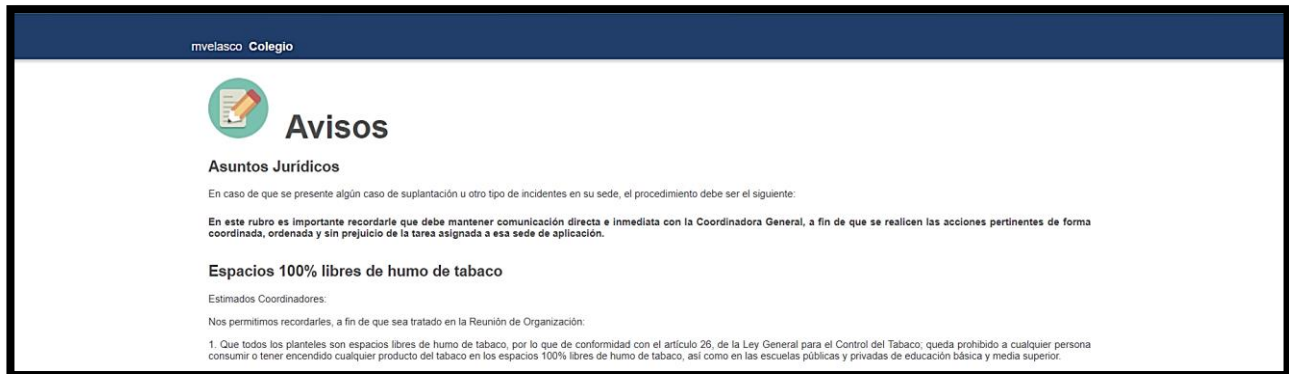 mvelasco Colegio
Avisos
Asuntos Jurídicos
En caso de que se presente algún caso de suplantación u otro tipo de incidentes en su sede, el procedimiento debe ser el siguiente:
En este rubro es importante recordarle que debe mantener comunicación directa e inmediata con la Coordinadora General, a fin de que se realicen las acciones pertinentes de forma
coordinada, ordenada y sin prejuicio de la tarea asignada a esa sede de aplicación.
Espacios 100% libres de humo de tabaco
Estimados Coordinadores:
Nos permitimos recordarles, a fin de que sea tratado en la Reunión de Organización:
1. Que todos los planteles son espacios libres de humo de tabaco, por lo que de conformidad con el artículo 26, de la Ley General para el Control del Tabaco; queda prohibido a cualquier persona
consumir o tener encendido cualquier producto del tabaco en los espacios 100% libres de humo de tabaco, así como en las escuelas públicas y privadas de educación básica y media superior.